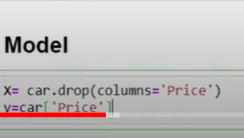 Model
X= car.drop(columns='Price')
y=car['Price']